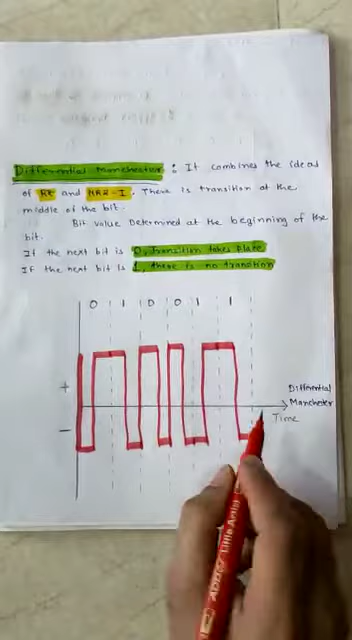 Differential Manchester : It combines the ideas
of RZ and NRZ-I. There is transition at the
middle of the bit.
Bit value Determined at the beginning of the
bit.
If the next bit is 0, transition takes place
If the next bit is 1, there is no transition
0 1 0 0 1 1
+
Differential
Manchester
-
Time
Little Artist